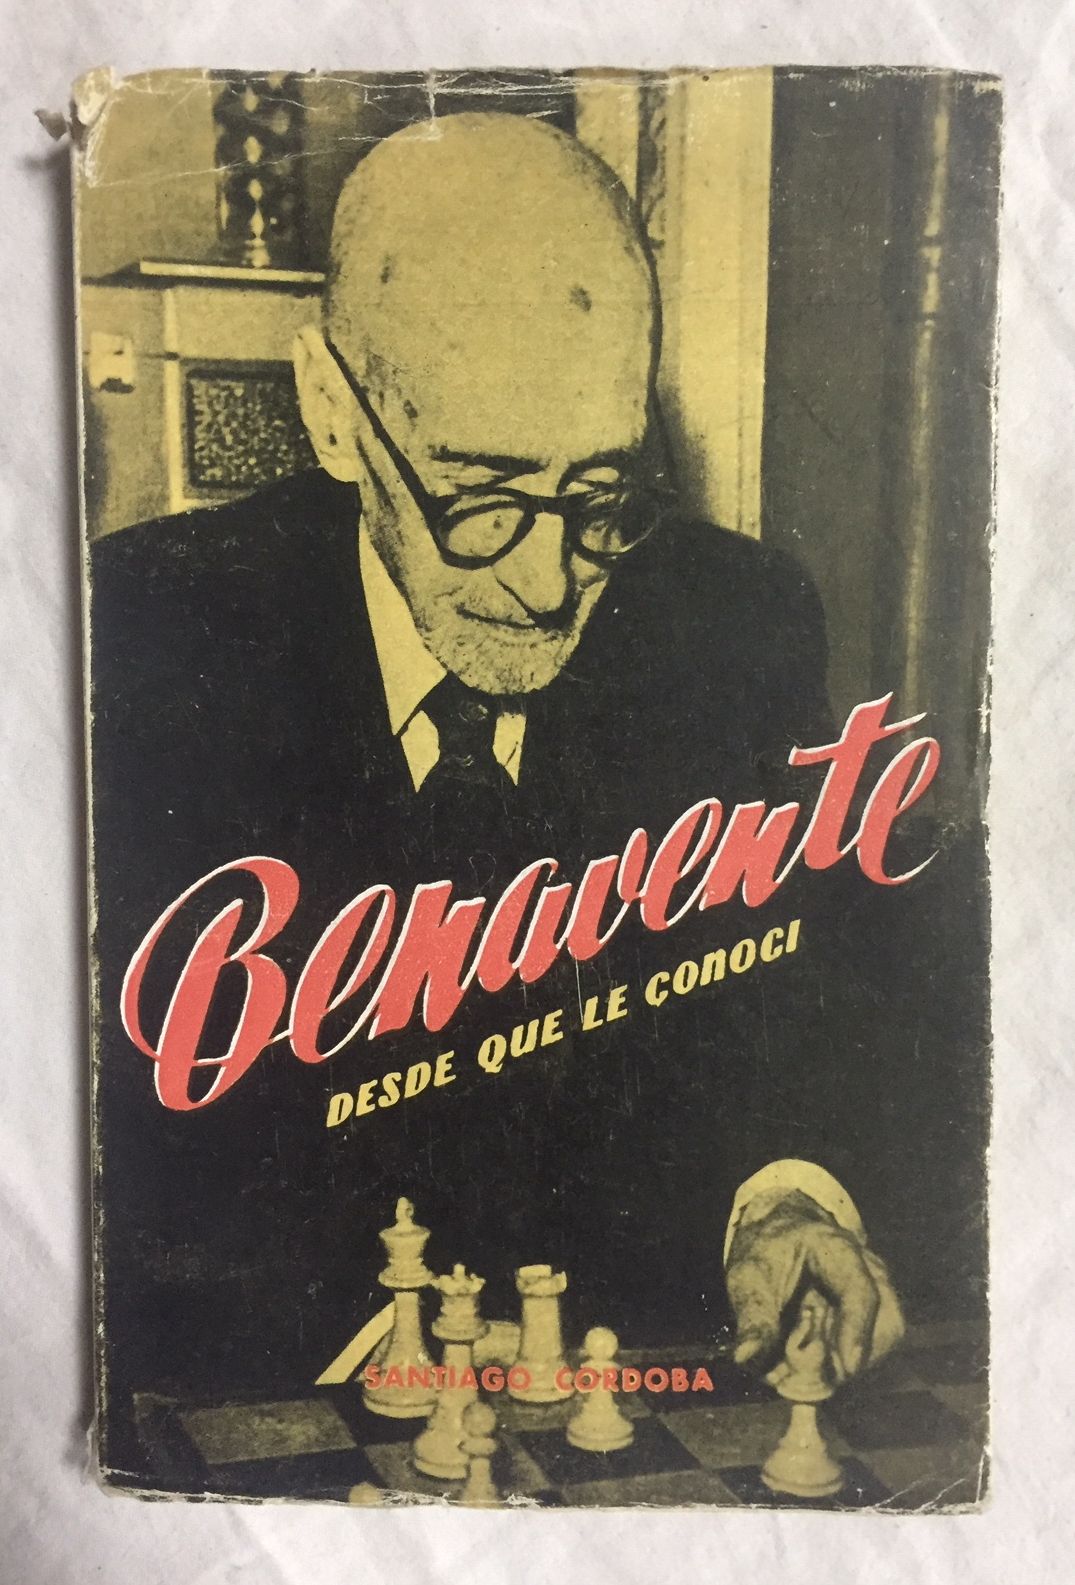 Benavente
DESDE QUE LE CONOCI
SANTIAGO CORDOBA